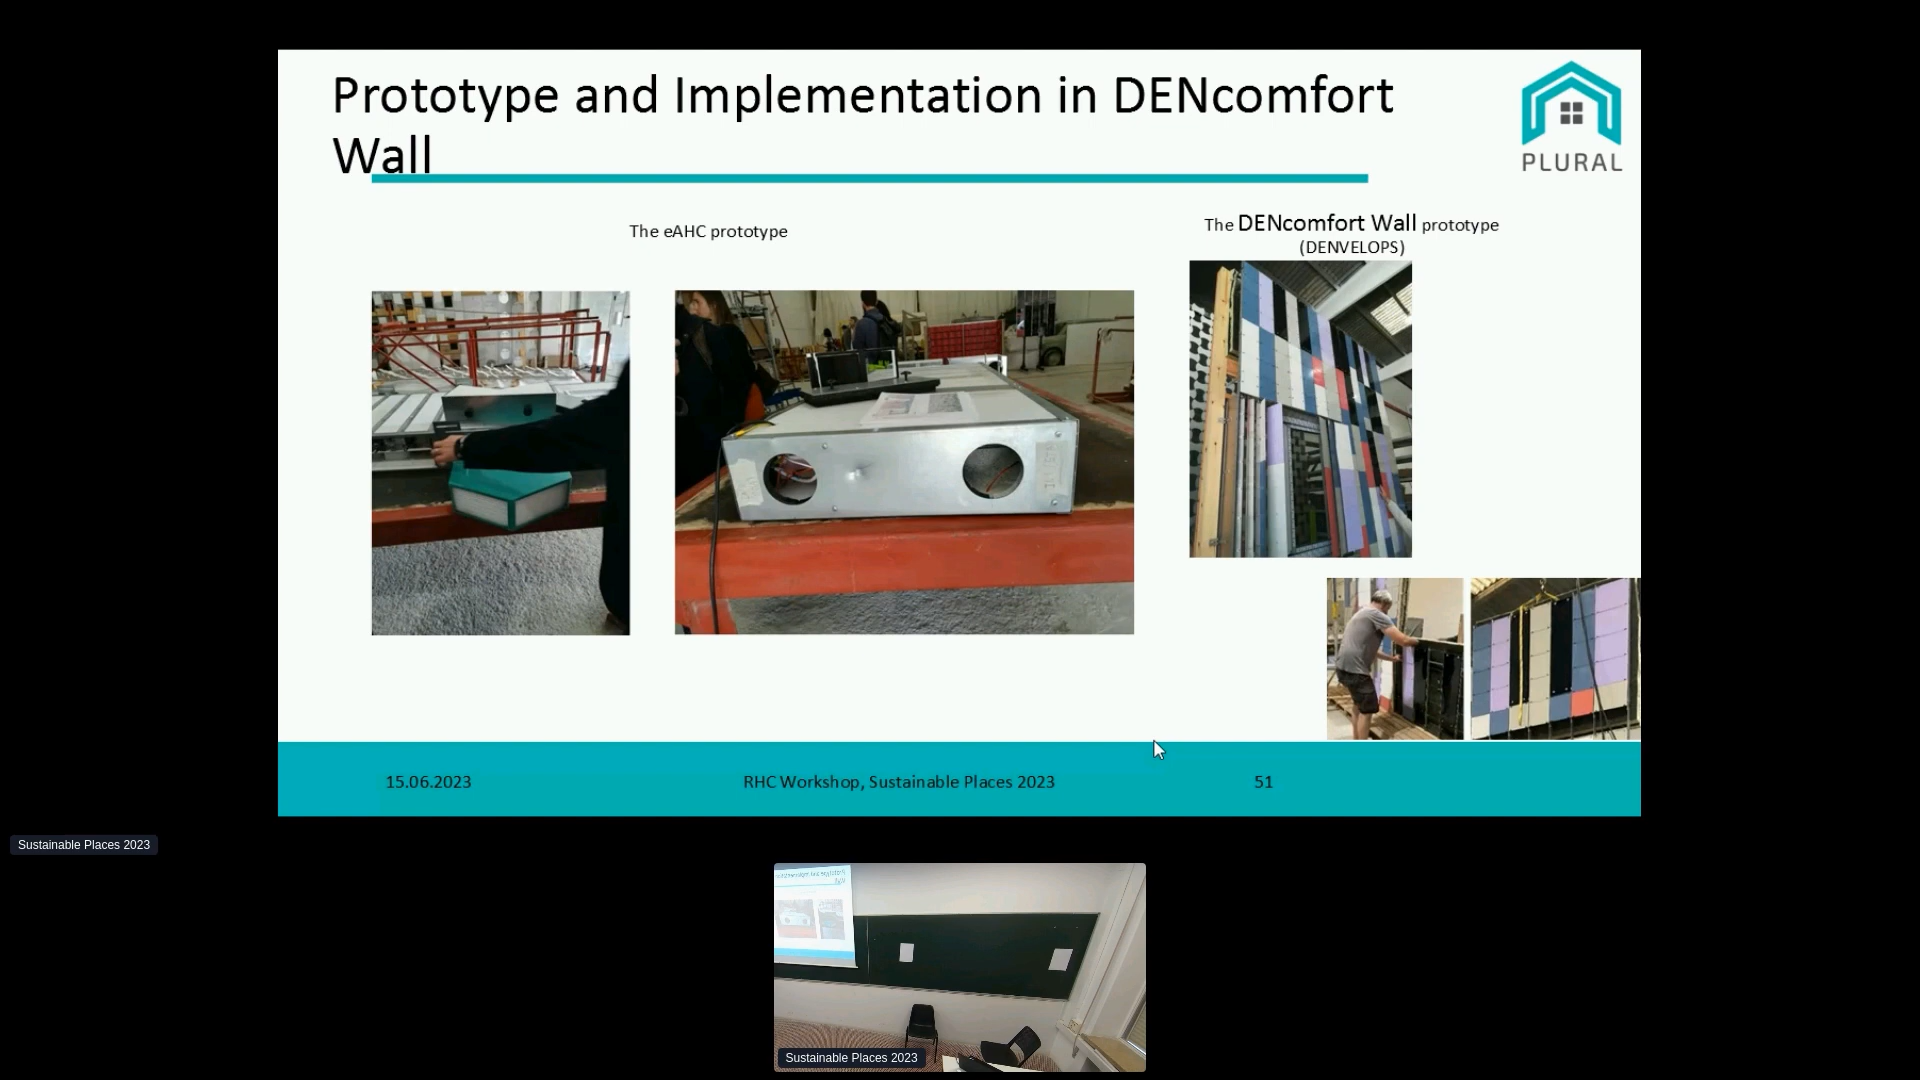 Prototype and Implementation in DENcomfort
Wall
PLURAL
The eAHC prototype
The DENcomfort Wall prototype
(DENVELOPS)
15.06.2023
RHC Workshop, Sustainable Places 2023
51
Sustainable Places 2023
Sustainable Places 2023